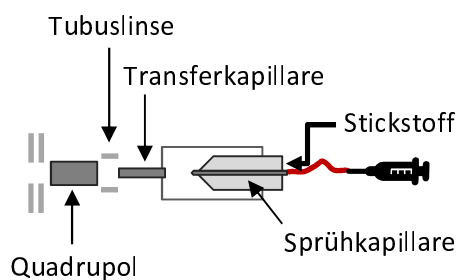 Tubuslinse
Transferkapillare
Stickstoff
Sprühkapillare
Quadrupol